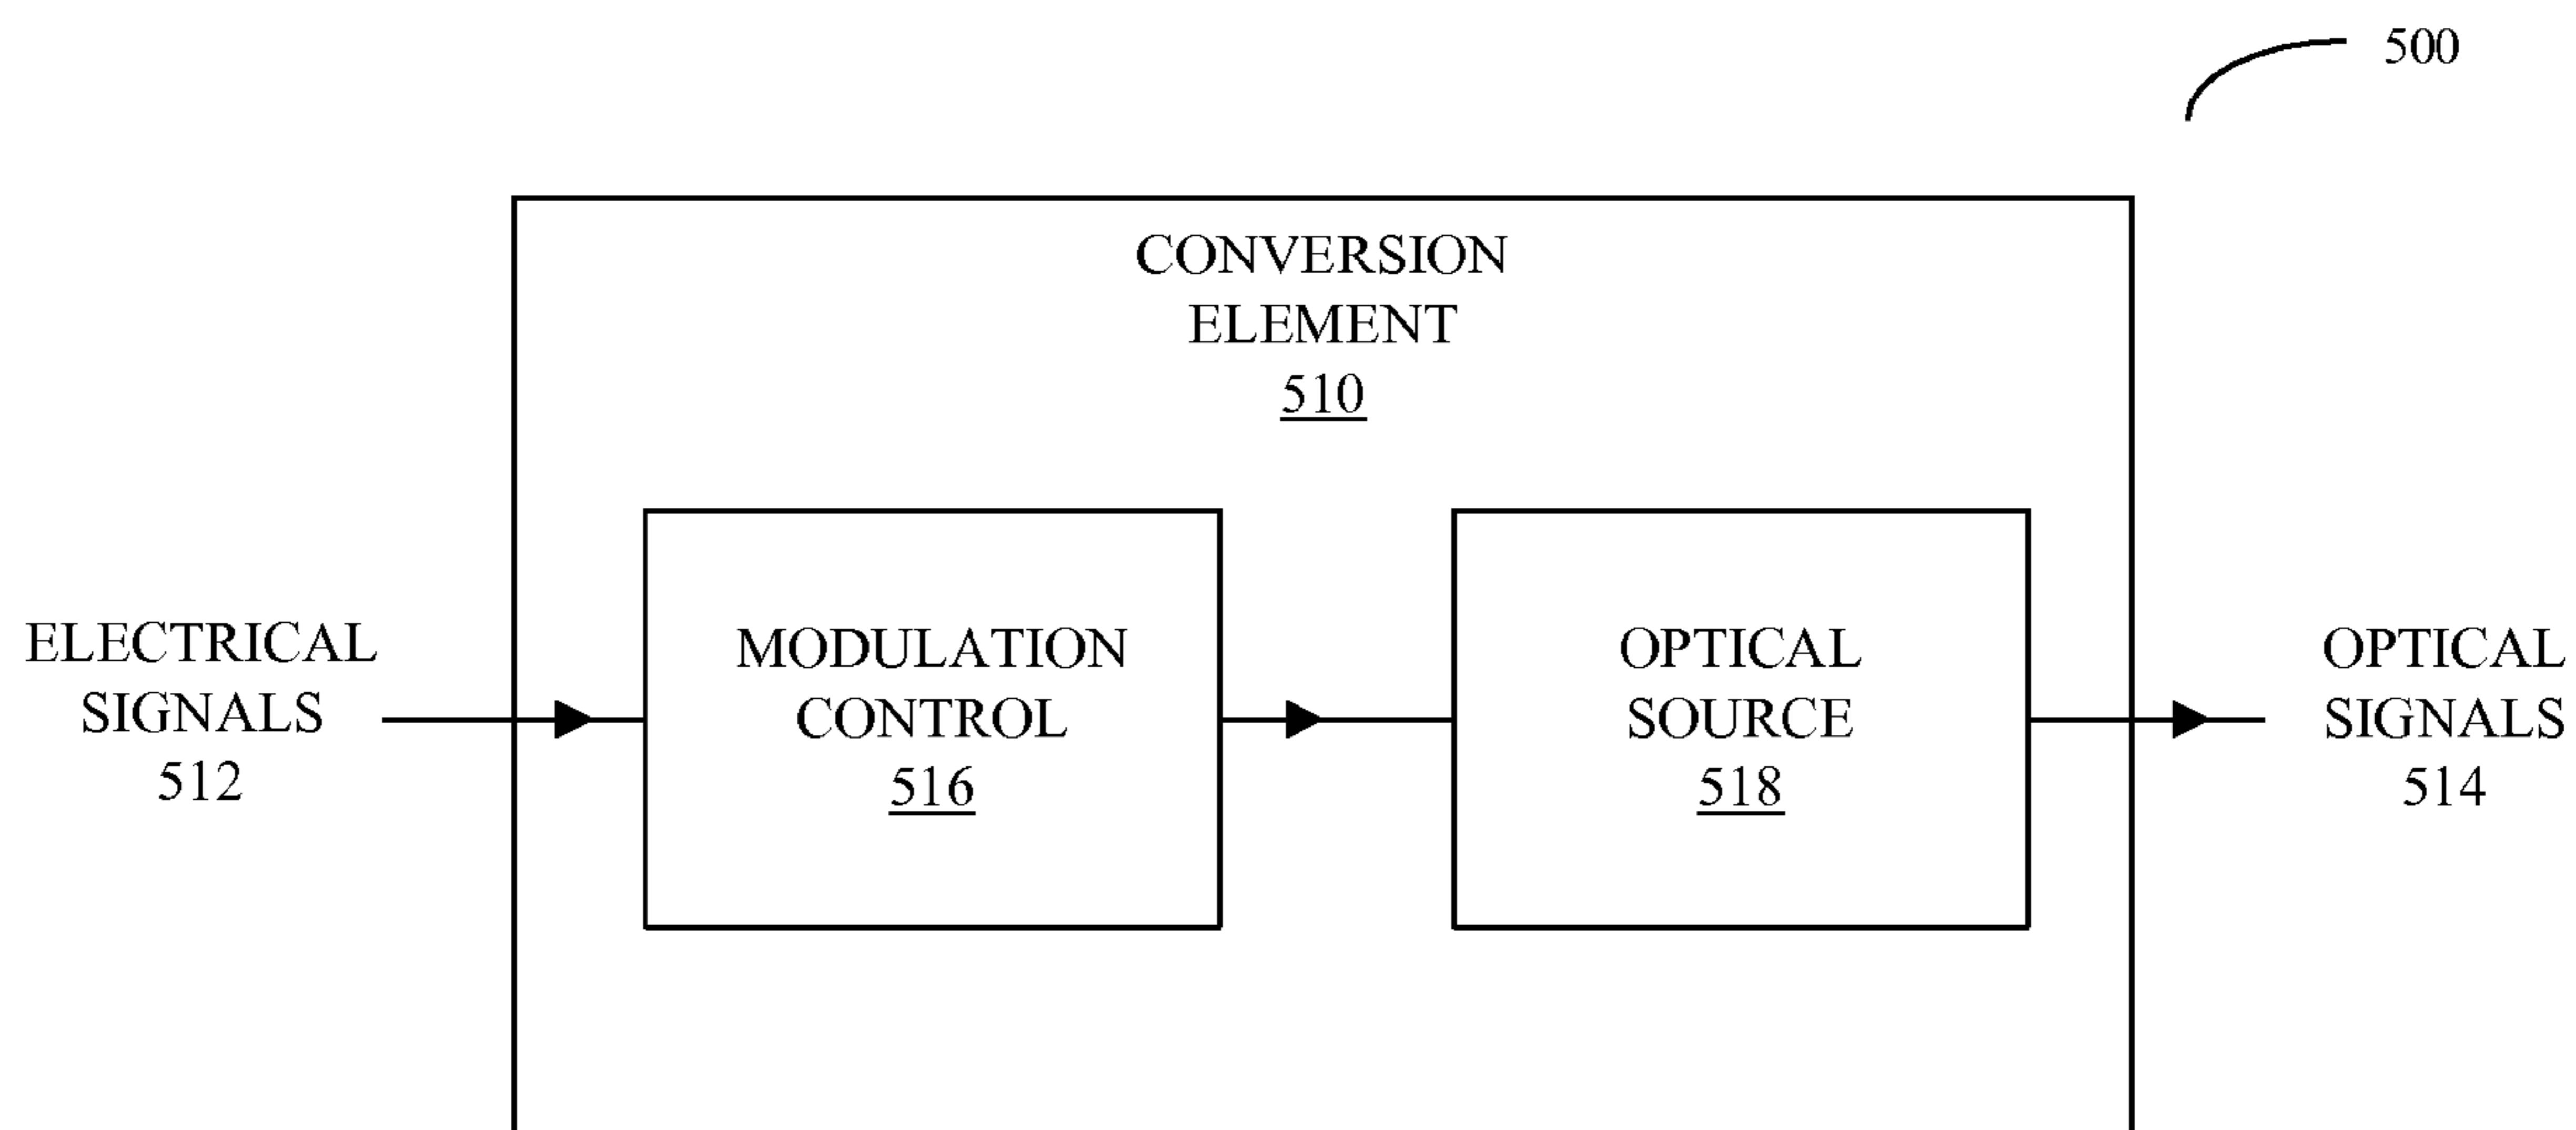 500
CONVERSION
ELEMENT
510
ELECTRICAL
SIGNALS
512
MODULATION
CONTROL
516
OPTICAL
SOURCE
518
OPTICAL
SIGNALS
514